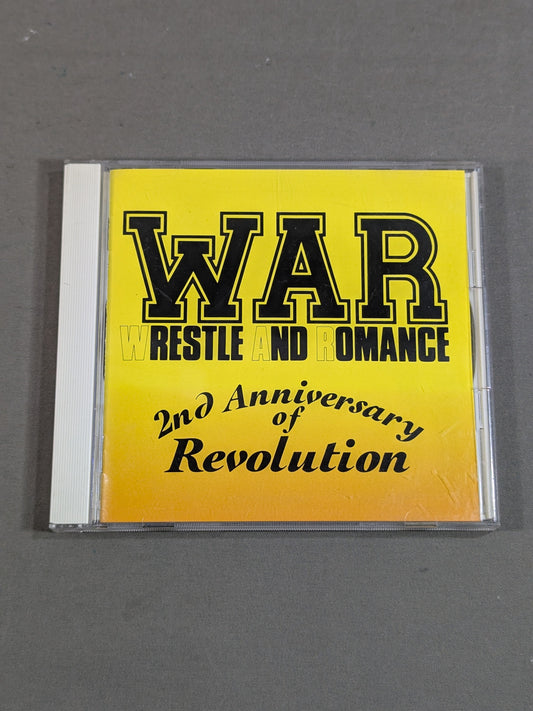 WAR
WRESTLE AND ROMANCE
2nd Anniversary
of
Revolution